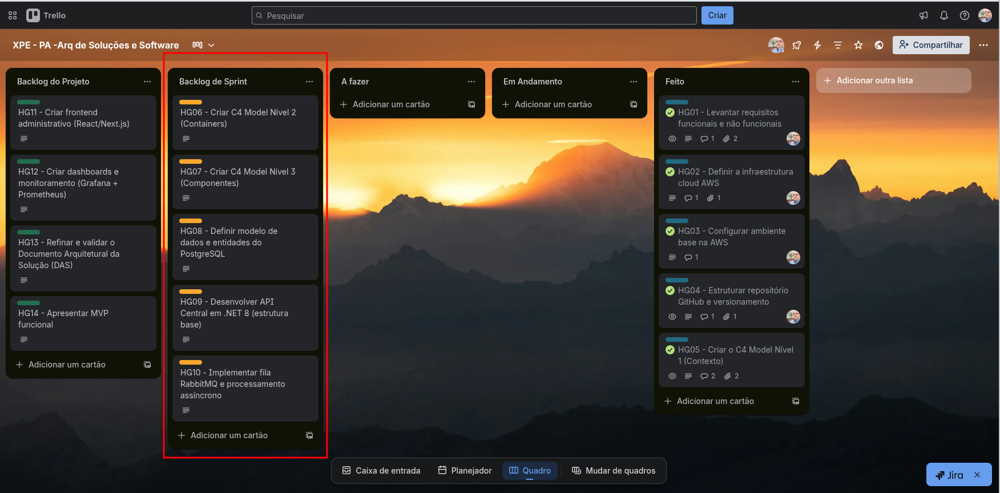 Trello
Pesquisar
Criar
XPE - PA -Arq de Soluções e Software
Compartilhar
Backlog do Projeto
HG11 - Criar frontend
administrativo (React/Next.js)
HG12 - Criar dashboards e
monitoramento (Grafana +
Prometheus)
HG13 - Refinar e validar o
Documento Arquitetural da
Solução (DAS)
HG14 - Apresentar MVP
funcional
Adicionar um cartão
Backlog de Sprint
HG06 - Criar C4 Model Nível 2
(Containers)
HG07 - Criar C4 Model Nível 3
(Componentes)
HG08 - Definir modelo de
dados e entidades do
PostgreSQL
HG09 - Desenvolver API
Central em .NET 8 (estrutura
base)
HG10 - Implementar fila
RabbitMQ e processamento
assíncrono
Adicionar um cartão
A fazer
Adicionar um cartão
Em Andamento
Adicionar um cartão
Feito
HG01 - Levantar requisitos
funcionais e não funcionais
1 2
HG02 - Definir a infraestrutura
cloud AWS
1 1
HG03 - Configurar ambiente
base na AWS
1
HG04 - Estruturar repositório
GitHub e versionamento
1 1
HG05 - Criar o C4 Model Nível
1 (Contexto)
2 2
Adicionar um cartão
Adicionar outra lista
Caixa de entrada
Planejador
Quadro
Mudar de quadros
Jira